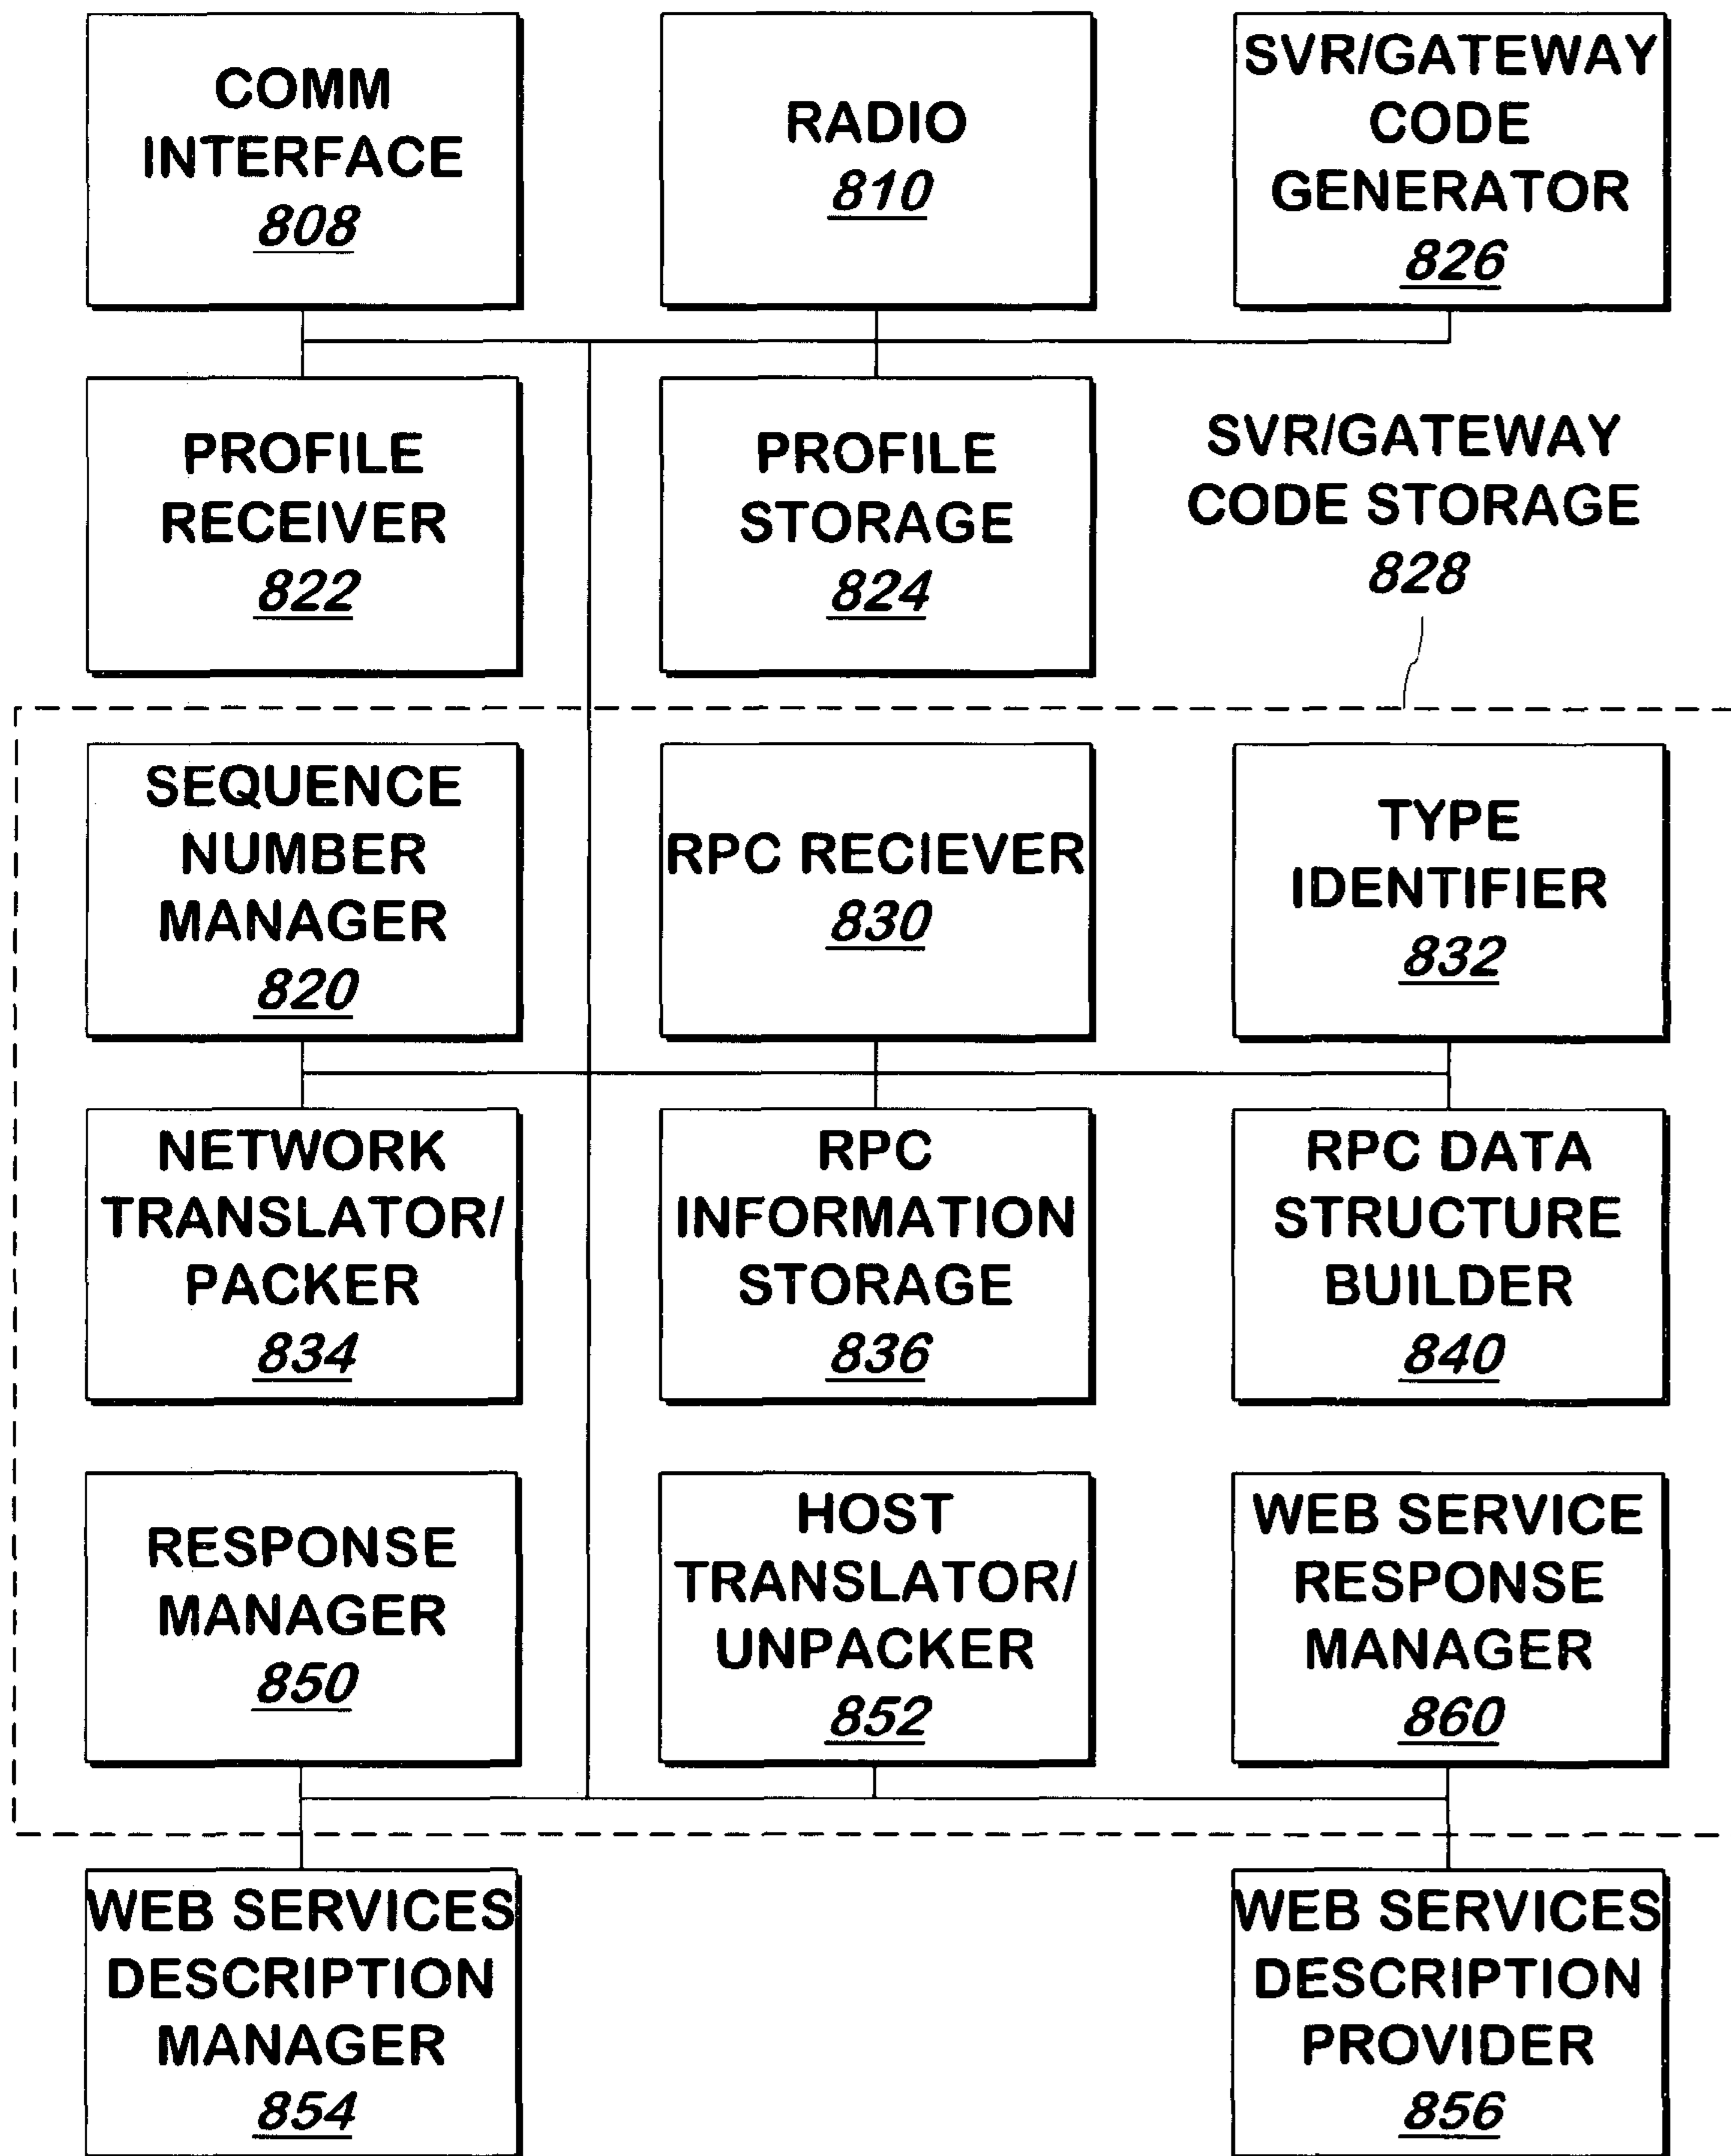 COMM
INTERFACE
808
RADIO
810
SVR/GATEWAY
CODE
GENERATOR
826
PROFILE
RECEIVER
822
PROFILE
STORAGE
824
SVR/GATEWAY
CODE STORAGE
828
SEQUENCE
NUMBER
MANAGER
820
RPC RECIEVER
830
TYPE
IDENTIFIER
832
NETWORK
TRANSLATOR/
PACKER
834
RPC
INFORMATION
STORAGE
836
RPC DATA
STRUCTURE
BUILDER
840
RESPONSE
MANAGER
850
HOST
TRANSLATOR/
UNPACKER
852
WEB SERVICE
RESPONSE
MANAGER
860
WEB SERVICES
DESCRIPTION
MANAGER
854
WEB SERVICES
DESCRIPTION
PROVIDER
856